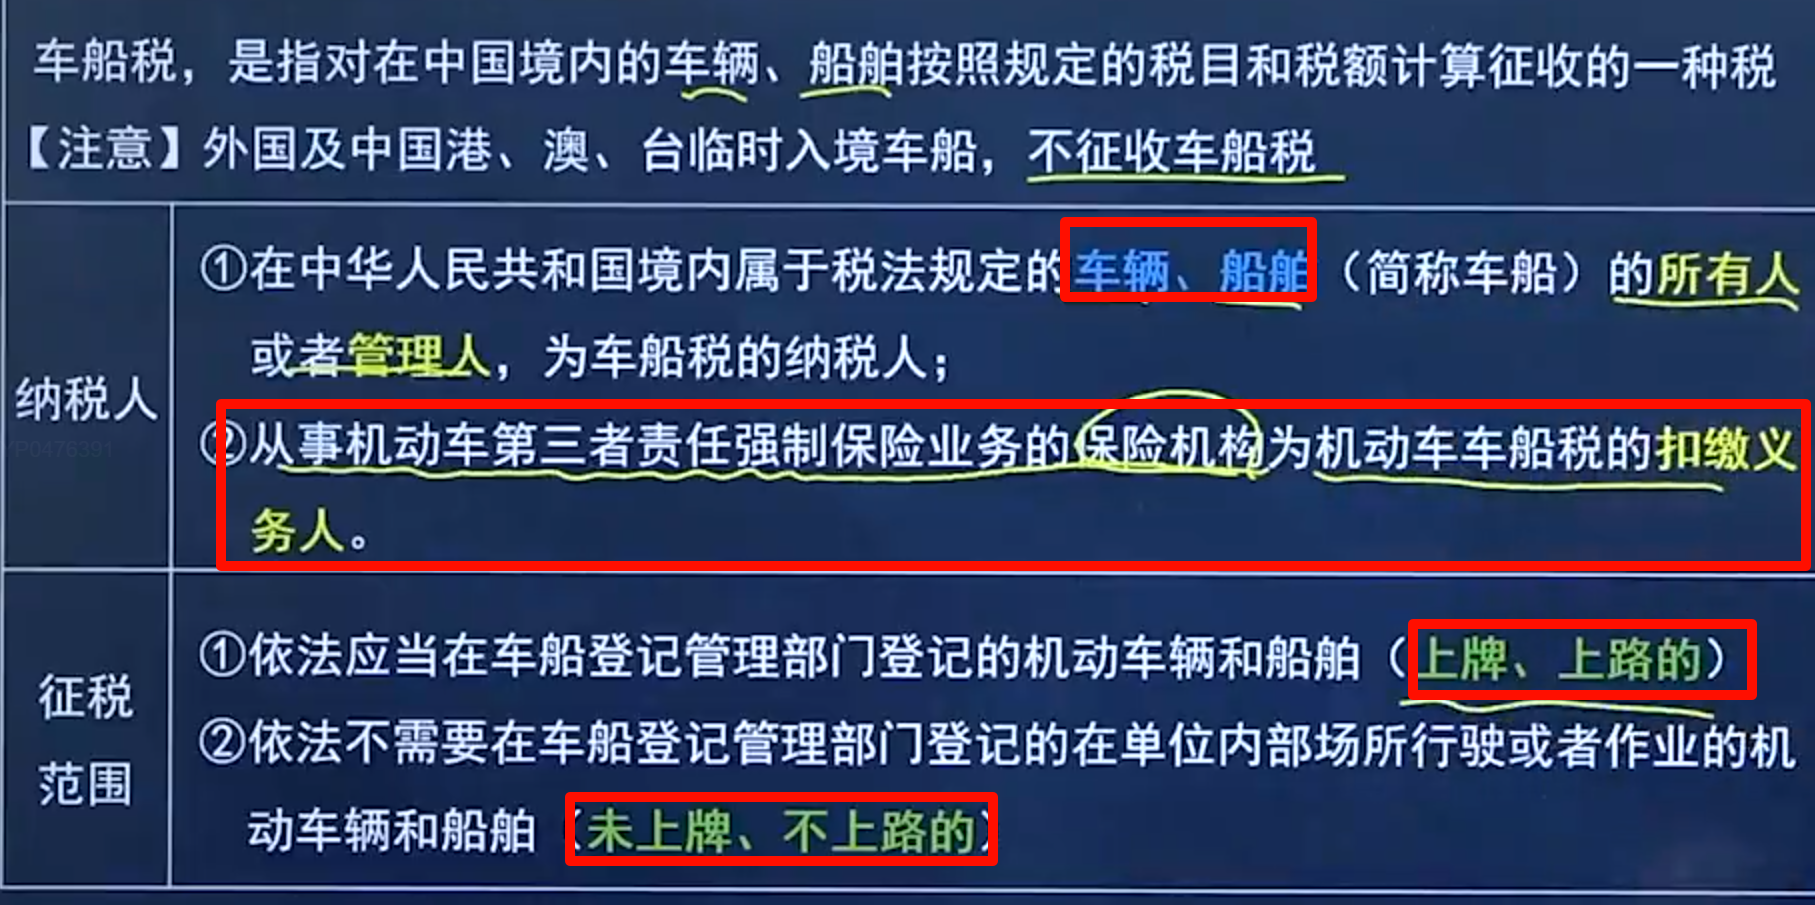 车船税，是指对在中国境内的车辆、船舶按照规定的税目和税额计算征收的一种税
【注意】外国及中国港、澳、台临时入境车船，不征收车船税
纳税人
①在中华人民共和国境内属于税法规定的车辆、船舶（简称车船）的所有人
或者管理人，为车船税的纳税人；
②从事机动车第三者责任强制保险业务的保险机构为机动车车船税的扣缴义
务人。
P0476391
征税
范围
①依法应当在车船登记管理部门登记的机动车辆和船舶（上牌、上路的）
②依法不需要在车船登记管理部门登记的在单位内部场所行驶或者作业的机
动车辆和船舶（未上牌、不上路的）